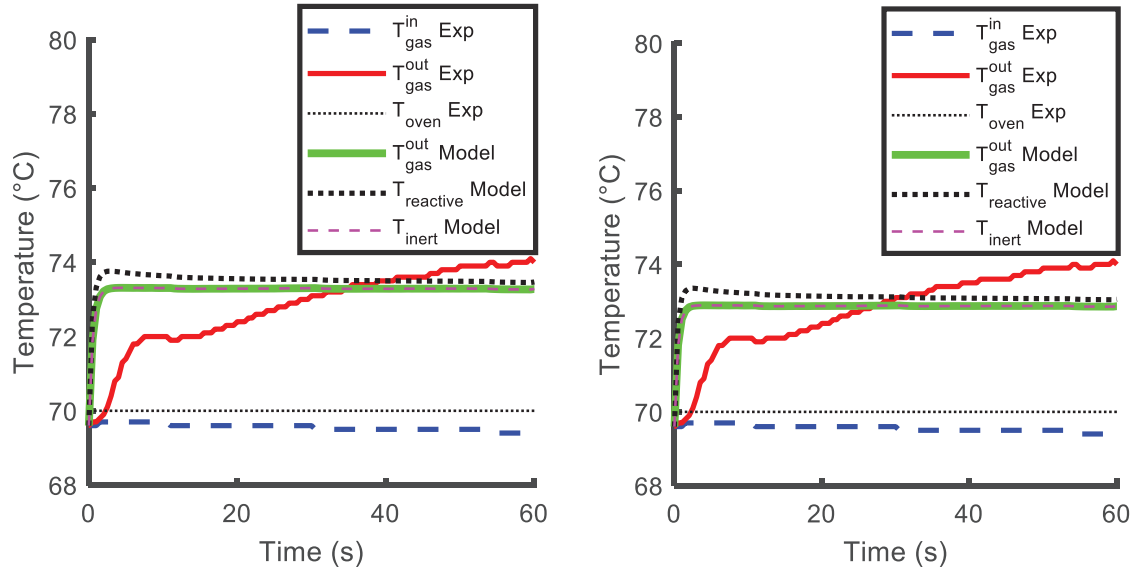 80
78
76
74
72
70
68
0
20
40
60
Temperature (°C)
Time (s)
T_gas^in Exp
T_gas^out Exp
T_oven Exp
T_gas^out Model
T_reactive Model
T_inert Model
80
78
76
74
72
70
68
0
20
40
60
Temperature (°C)
Time (s)
T_gas^in Exp
T_gas^out Exp
T_oven Exp
T_gas^out Model
T_reactive Model
T_inert Model